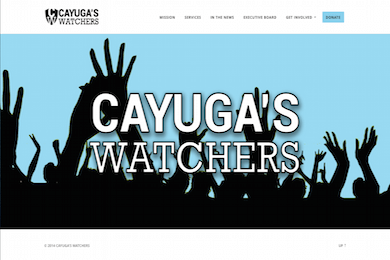 CAYUGA'S
WATCHERS
MISSION SERVICES IN THE NEWS EXECUTIVE BOARD GET INVOLVED DONATE
CAYUGA'S
WATCHERS
© 2016 CAYUGA'S WATCHERS
UP ↑